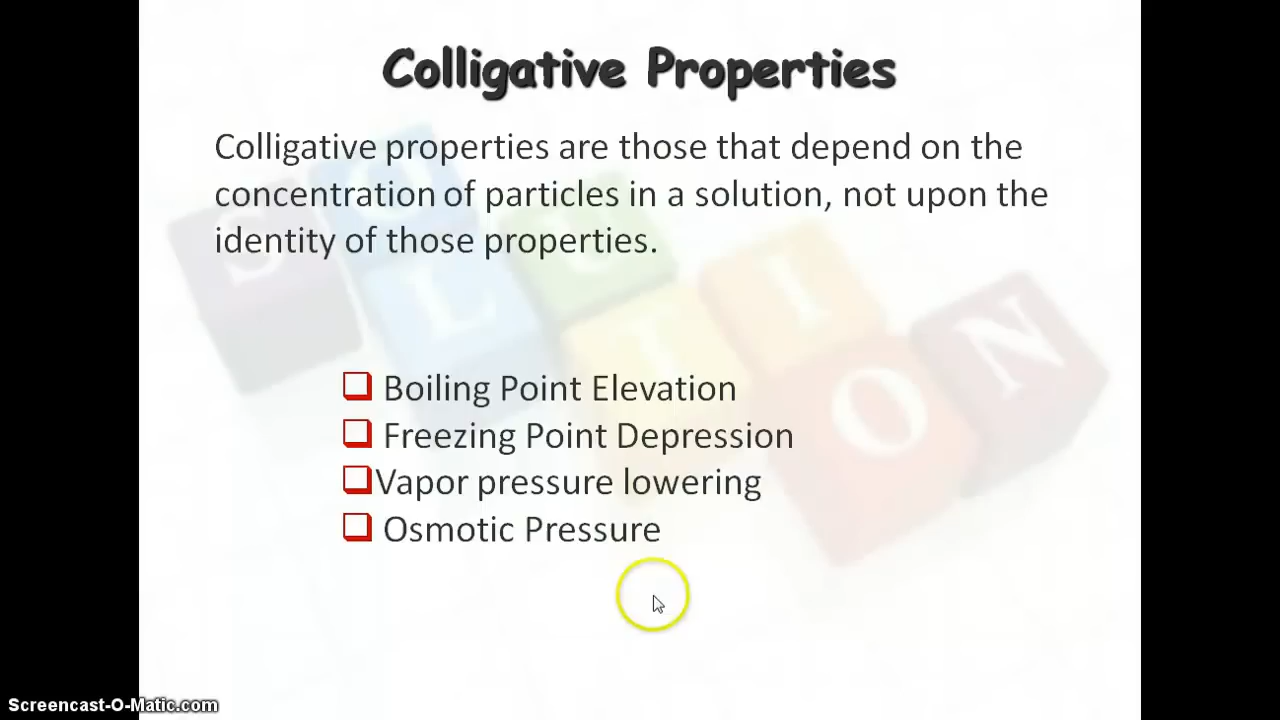 Colligative Properties
Colligative properties are those that depend on the
concentration of particles in a solution, not upon the
identity of those properties.
Boiling Point Elevation
Freezing Point Depression
Vapor pressure lowering
Osmotic Pressure
S O L U T I O N
Screencast-O-Matic.com